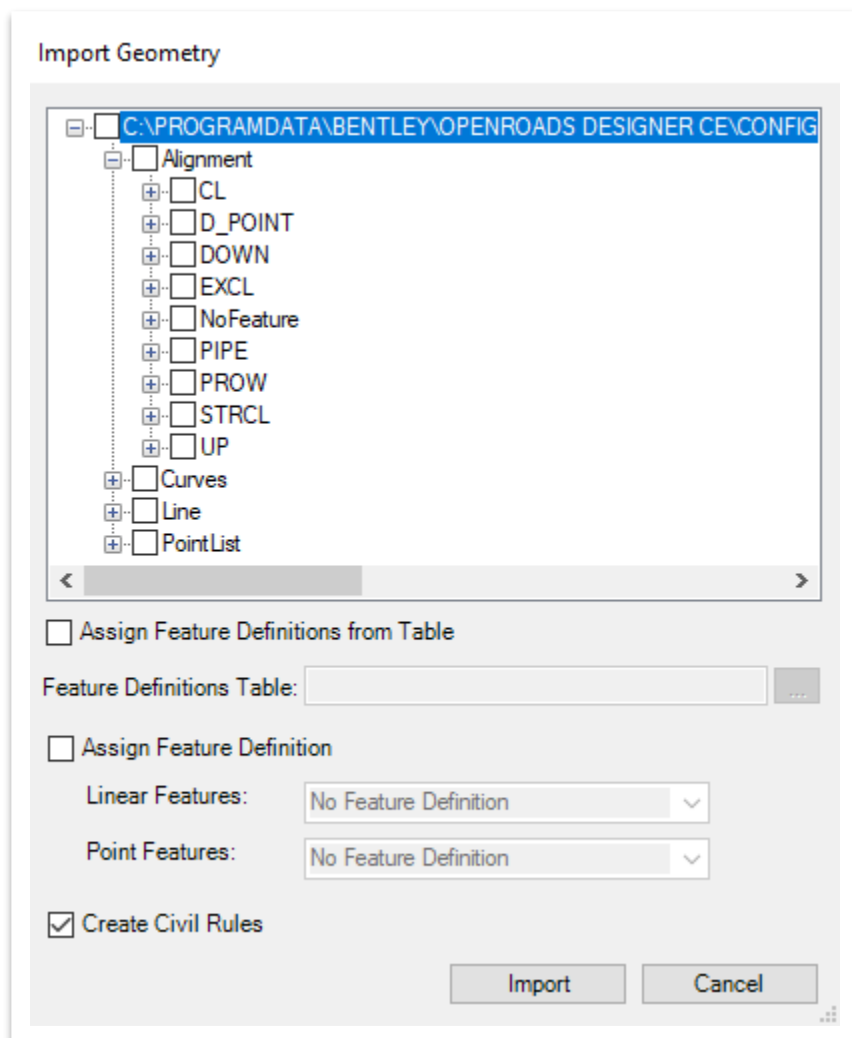 Import Geometry
C:\PROGRAMDATA\BENTLEY\OPENROADS DESIGNER CE\CONFIG
Alignment
CL
D_POINT
DOWN
EXCL
NoFeature
PIPE
PROW
STRCL
UP
Curves
Line
PointList
Assign Feature Definitions from Table
Feature Definitions Table:
...
Assign Feature Definition
Linear Features: No Feature Definition
Point Features: No Feature Definition
Create Civil Rules
Import Cancel